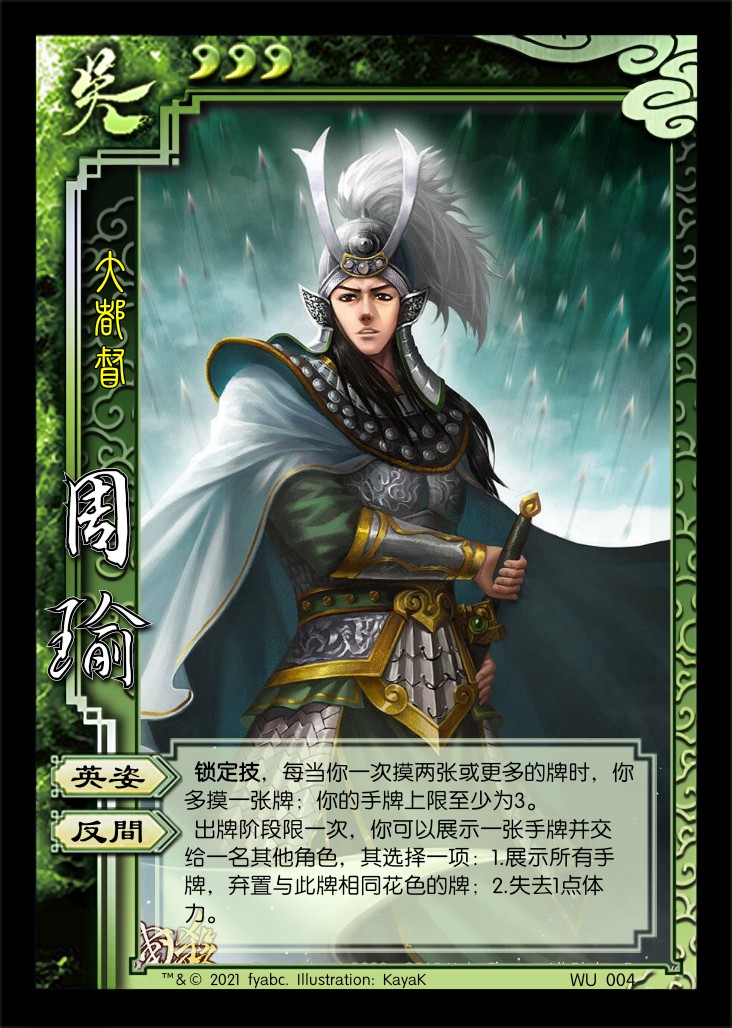 吴
大都督
周瑜
英姿
锁定技，每当你一次摸两张或更多的牌时，你
多摸一张牌；你的手牌上限至少为3。
反間
出牌阶段限一次，你可以展示一张手牌并交
给一名其他角色，其选择一项：1.展示所有手
牌，弃置与此牌相同花色的牌；2.失去1点体
力。
™&© 2021 fyabc. Illustration: KayaK
WU 004